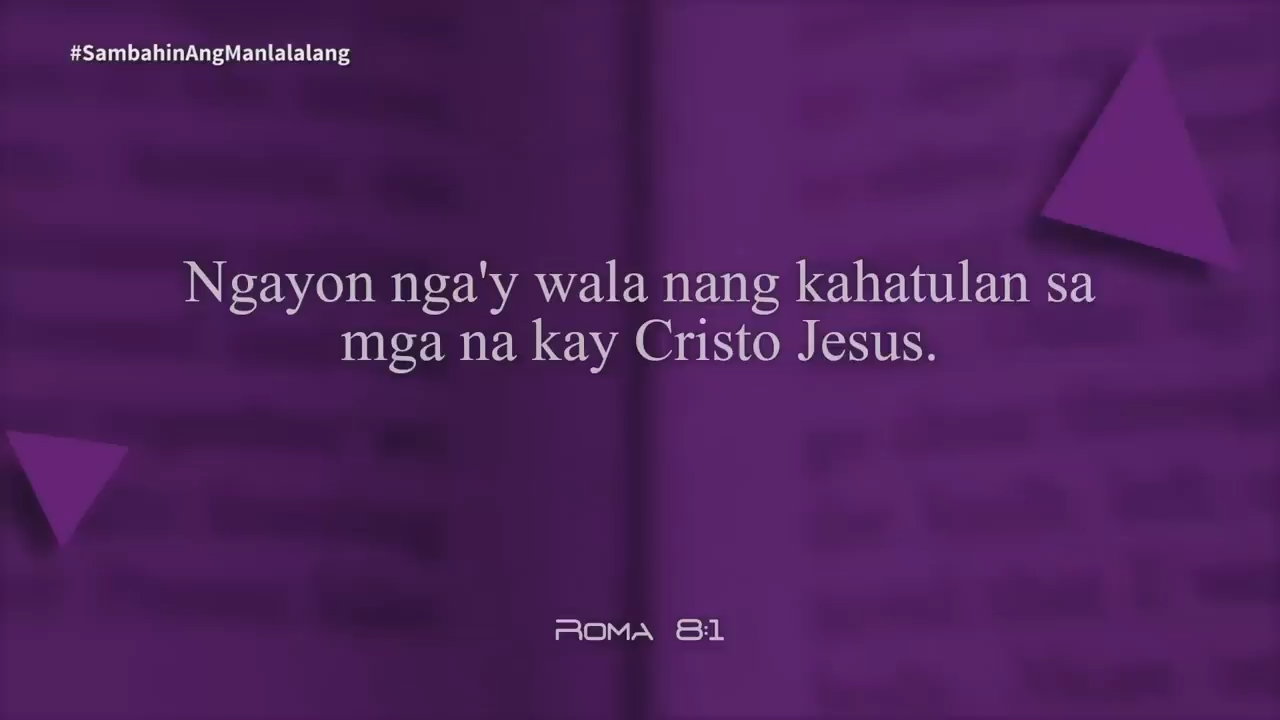 #SambahinAngManlalalang
Ngayon nga'y wala nang kahatulan sa
mga na kay Cristo Jesus.
Roma 8:1